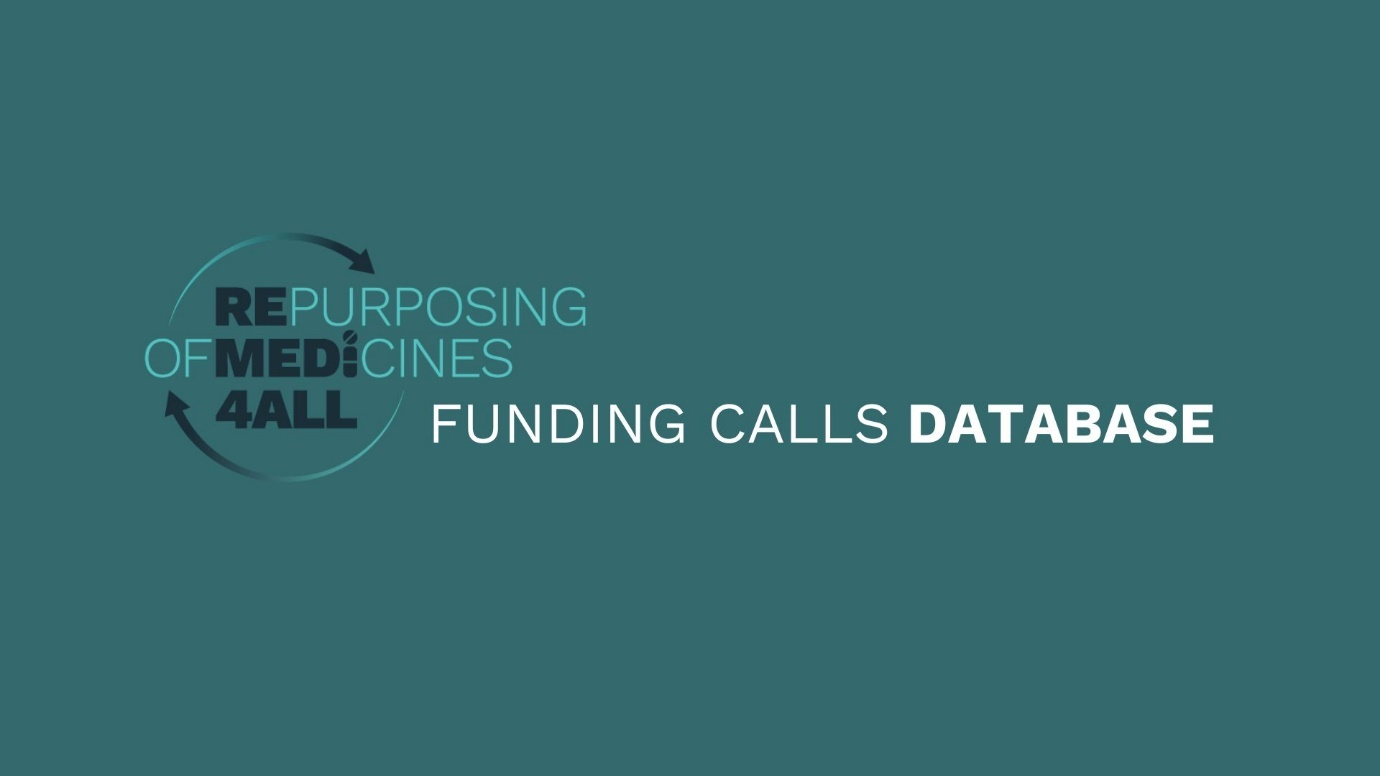 REPURPOSING
OFMEDiCINES
4ALL
FUNDING CALLS DATABASE